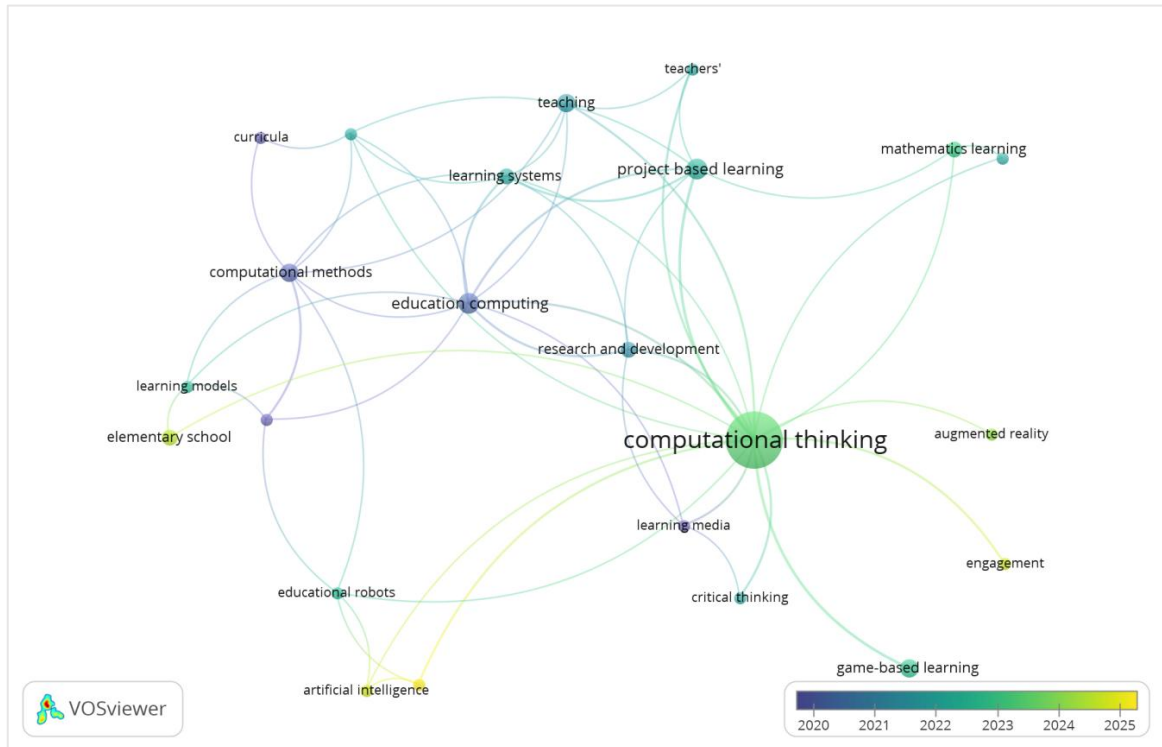 teachers'
teaching
curricula
mathematics learning
learning systems
project based learning
computational methods
education computing
research and development
learning models
elementary school
computational thinking
augmented reality
learning media
engagement
educational robots
critical thinking
game-based learning
artificial intelligence
VOSviewer
2020 2021 2022 2023 2024 2025